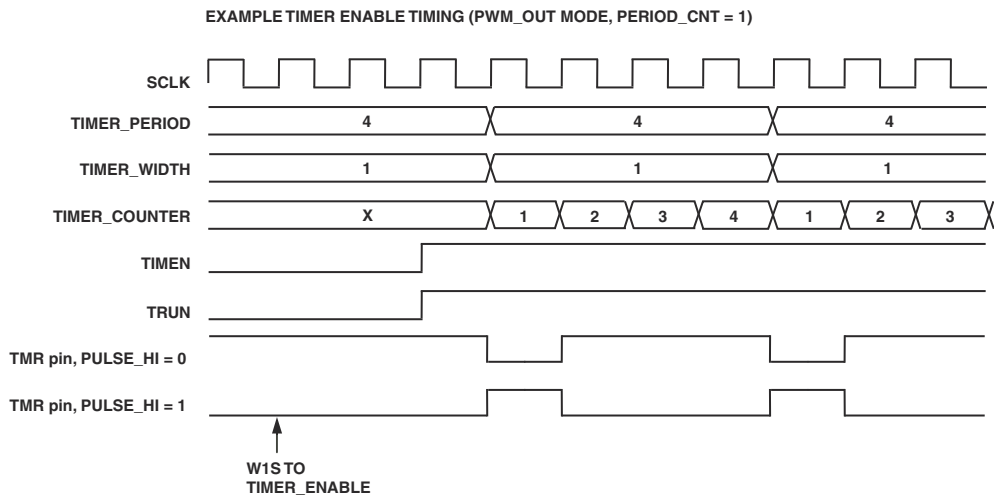 EXAMPLE TIMER ENABLE TIMING (PWM_OUT MODE, PERIOD_CNT = 1)
SCLK
TIMER_PERIOD 4 4 4
TIMER_WIDTH 1 1 1
TIMER_COUNTER X 1 2 3 4 1 2 3
TIMEN
TRUN
TMR pin, PULSE_HI = 0
TMR pin, PULSE_HI = 1
W1S TO
TIMER_ENABLE